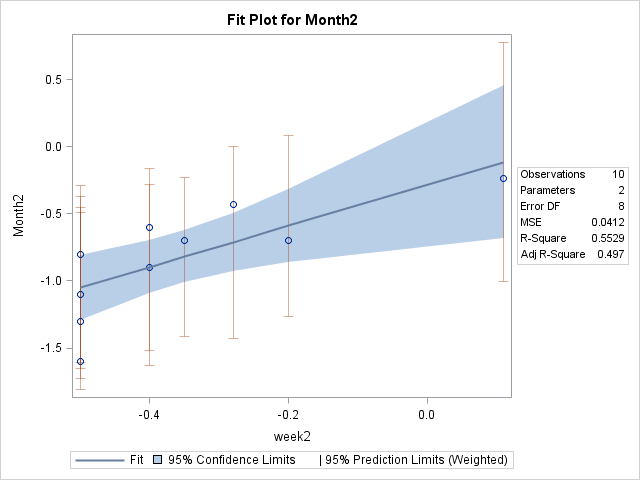 Fit Plot for Month2
0.5
0.0
-0.5
-1.0
-1.5
Month2
-0.4 -0.2 0.0
week2
Observations 10
Parameters 2
Error DF 8
MSE 0.0412
R-Square 0.5529
Adj R-Square 0.497
Fit 95% Confidence Limits 95% Prediction Limits (Weighted)